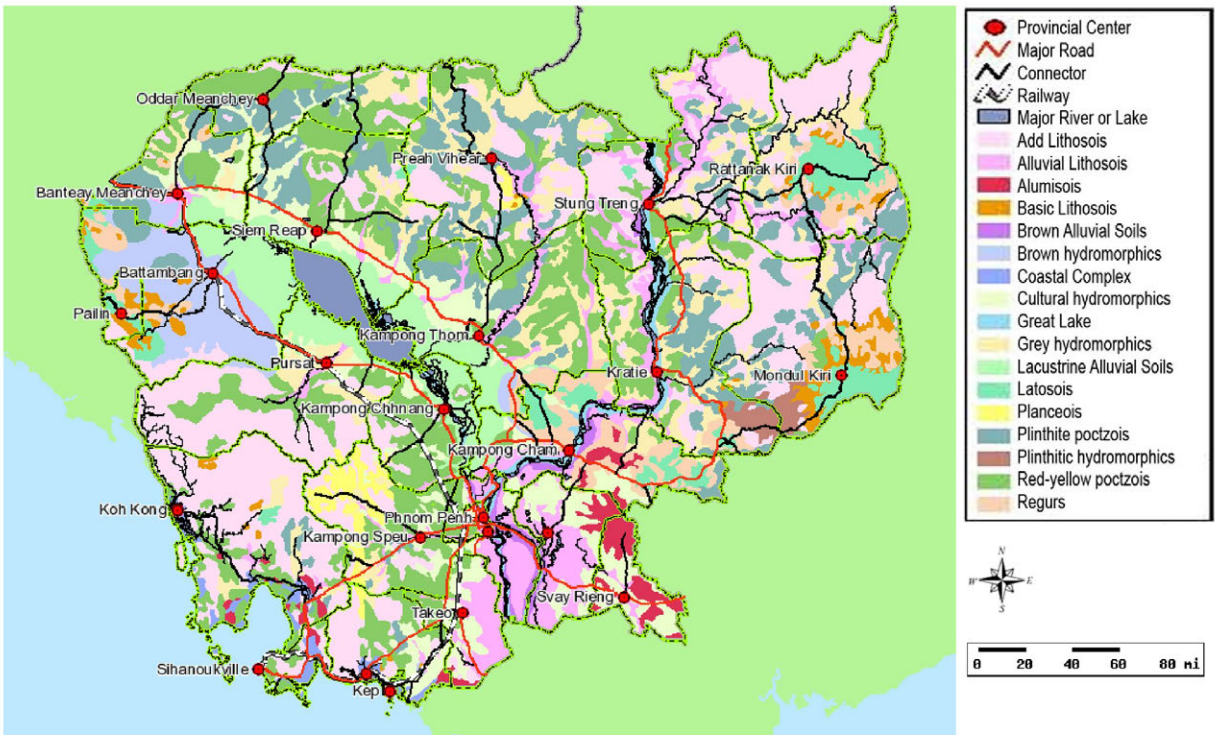 Oddar Meanchey
Preah Vihear
Rattanak Kiri
Banteay Meanchey
Stung Treng
Siem Reap
Battambang
Pailin
Kampong Thom
Pursat
Kratie
Mondul Kiri
Kampong Chhnang
Kampong Cham
Koh Kong
Phnom Penh
Kampong Speu
Svay Rieng
Takeo
Sihanoukville
Kep
Provincial Center
Major Road
Connector
Railway
Major River or Lake
Add Lithosois
Alluvial Lithosois
Alumisois
Basic Lithosois
Brown Alluvial Soils
Brown hydromorphics
Coastal Complex
Cultural hydromorphics
Great Lake
Grey hydromorphics
Lacustrine Alluvial Soils
Latosois
Planceois
Plinthite poctzois
Plinthitic hydromorphics
Red-yellow poctzois
Regurs
N
W E
S
0 20 40 60 80 mi